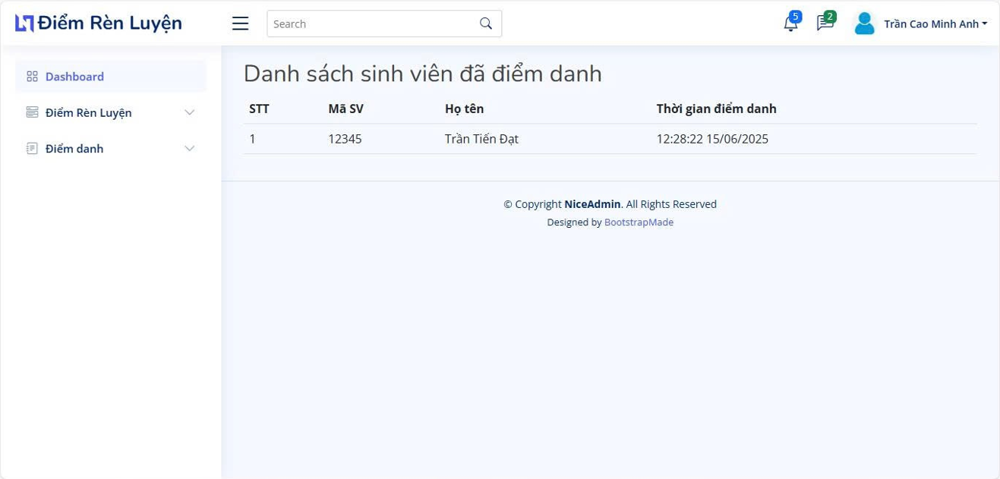 Điểm Rèn Luyện
Search
5
2
Trần Cao Minh Anh
Dashboard
Điểm Rèn Luyện
Điểm danh
Danh sách sinh viên đã điểm danh
STT Mã SV Họ tên Thời gian điểm danh
1 12345 Trần Tiến Đạt 12:28:22 15/06/2025
© Copyright NiceAdmin. All Rights Reserved
Designed by BootstrapMade